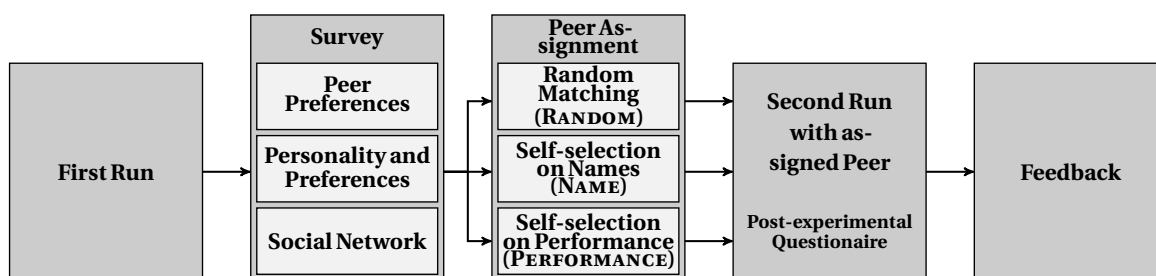 First Run
Survey
Peer
Preferences
Personality and
Preferences
Social Network
Peer As-
signment
Random
Matching
(RANDOM)
Self-selection
on Names
(NAME)
Self-selection
on Performance
(PERFORMANCE)
Second Run
with as-
signed Peer
Post-experimental
Questionaire
Feedback